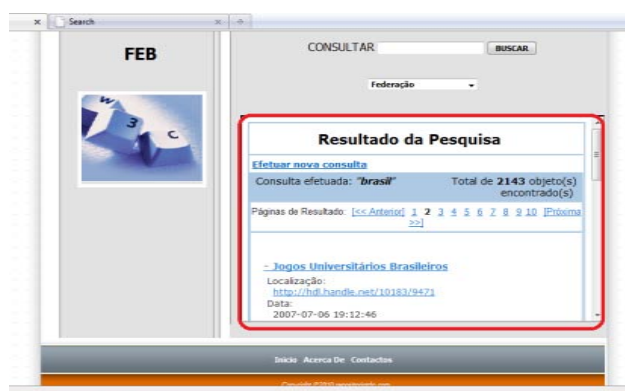 Search
FEB
W 3 C
CONSULTAR
BUSCAR
Federação
Resultado da Pesquisa
Efetuar nova consulta
Consulta efetuada: "brasil"
Total de 2143 objeto(s)
encontrado(s)
Páginas de Resultado: [<< Anterior] 1 2 3 4 5 6 7 8 9 10 [Próxima
>>]
- Jogos Universitários Brasileiros
Localização:
http://hdl.handle.net/10183/9471
Data:
2007-07-06 19:12:46
Inicio Acerca De Contactos